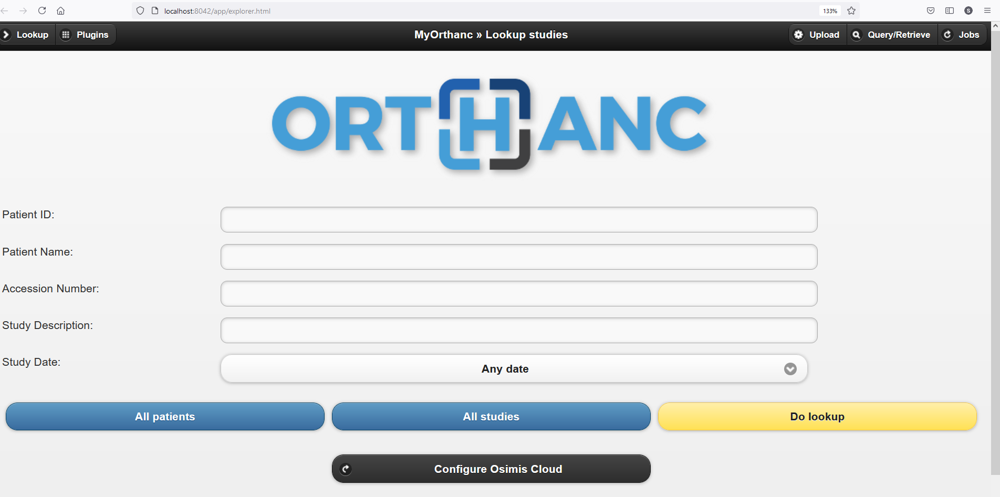 localhost:8042/app/explorer.html 133% S
Lookup Plugins MyOrthanc » Lookup studies Upload Query/Retrieve Jobs
ORTHANC
Patient ID:
Patient Name:
Accession Number:
Study Description:
Study Date: Any date
All patients All studies Do lookup
Configure Osimis Cloud